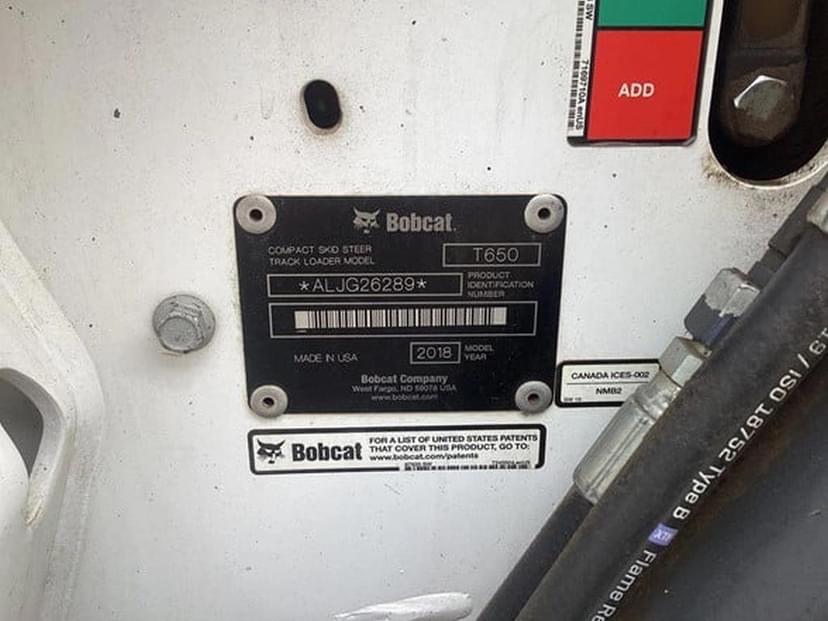 ADD
7169710A enUS
Bobcat
COMPACT SKID STEER
TRACK LOADER MODEL
T650
*ALJG26289*
PRODUCT
IDENTIFICATION
NUMBER
MADE IN USA
2018
MODEL
YEAR
Bobcat Company
West Fargo, ND 58078 USA
www.bobcat.com
CANADA ICES-002
NMB2
Bobcat
FOR A LIST OF UNITED STATES PATENTS
THAT COVER THIS PRODUCT, GO TO:
www.bobcat.com/patents
/ ISO 18752 Type B
Flame